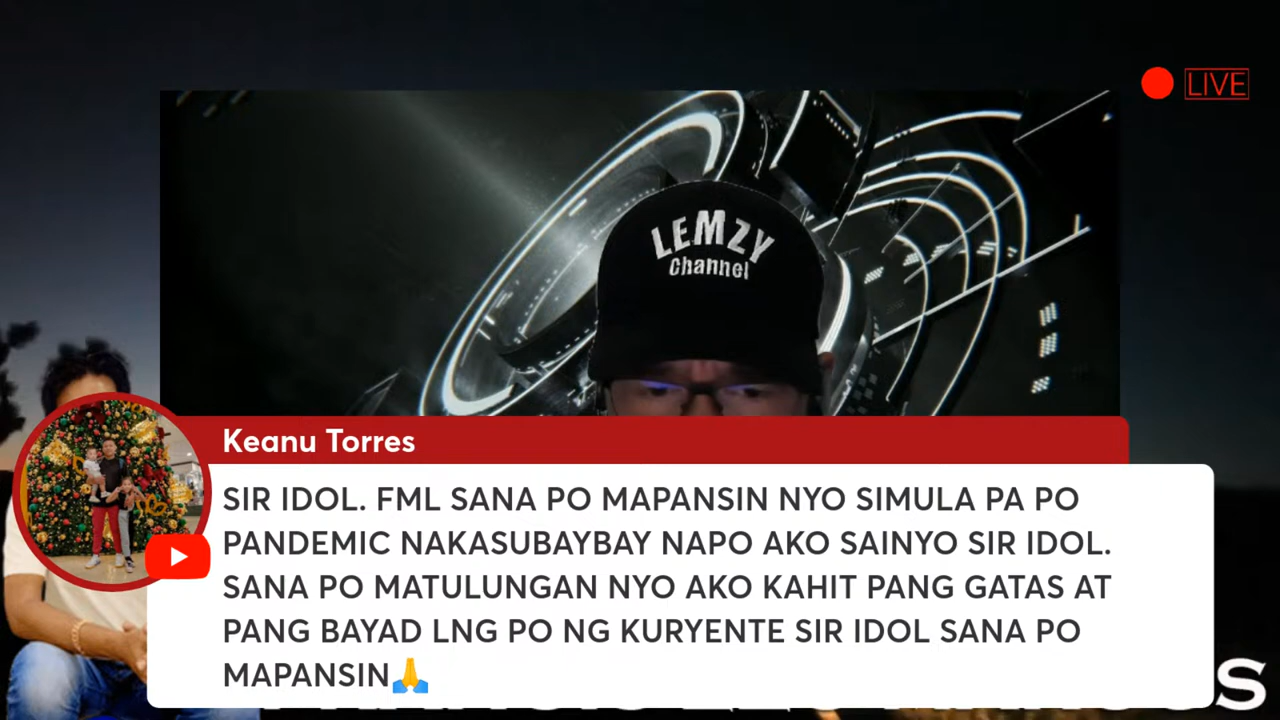 LIVE
LEMZY
Channel
Keanu Torres
SIR IDOL. FML SANA PO MAPANSIN NYO SIMULA PA PO
PANDEMIC NAKASUBAYBAY NAPO AKO SAINYO SIR IDOL.
SANA PO MATULUNGAN NYO AKO KAHIT PANG GATAS AT
PANG BAYAD LNG PO NG KURYENTE SIR IDOL SANA PO
MAPANSIN🙏